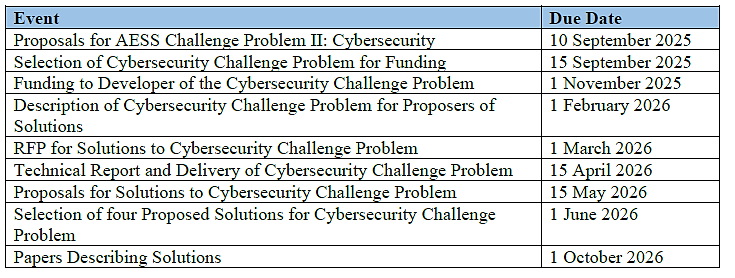 Event Due Date
Proposals for AESS Challenge Problem II: Cybersecurity 10 September 2025
Selection of Cybersecurity Challenge Problem for Funding 15 September 2025
Funding to Developer of the Cybersecurity Challenge Problem 1 November 2025
Description of Cybersecurity Challenge Problem for Proposers of 1 February 2026
Solutions
RFP for Solutions to Cybersecurity Challenge Problem 1 March 2026
Technical Report and Delivery of Cybersecurity Challenge Problem 15 April 2026
Proposals for Solutions to Cybersecurity Challenge Problem 15 May 2026
Selection of four Proposed Solutions for Cybersecurity Challenge 1 June 2026
Problem
Papers Describing Solutions 1 October 2026